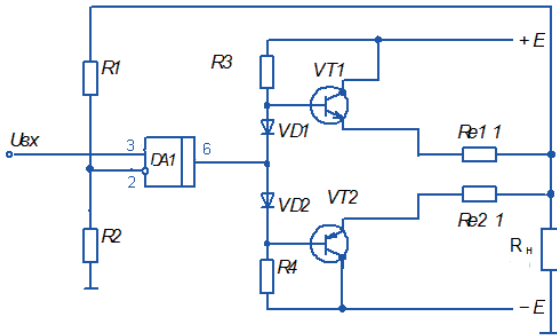 + E
R1
R3
VT1
Uвх
3
DA1
6
VD1
Re1 1
2
VD2
VT2
Re2 1
R2
R4
Rн
– E